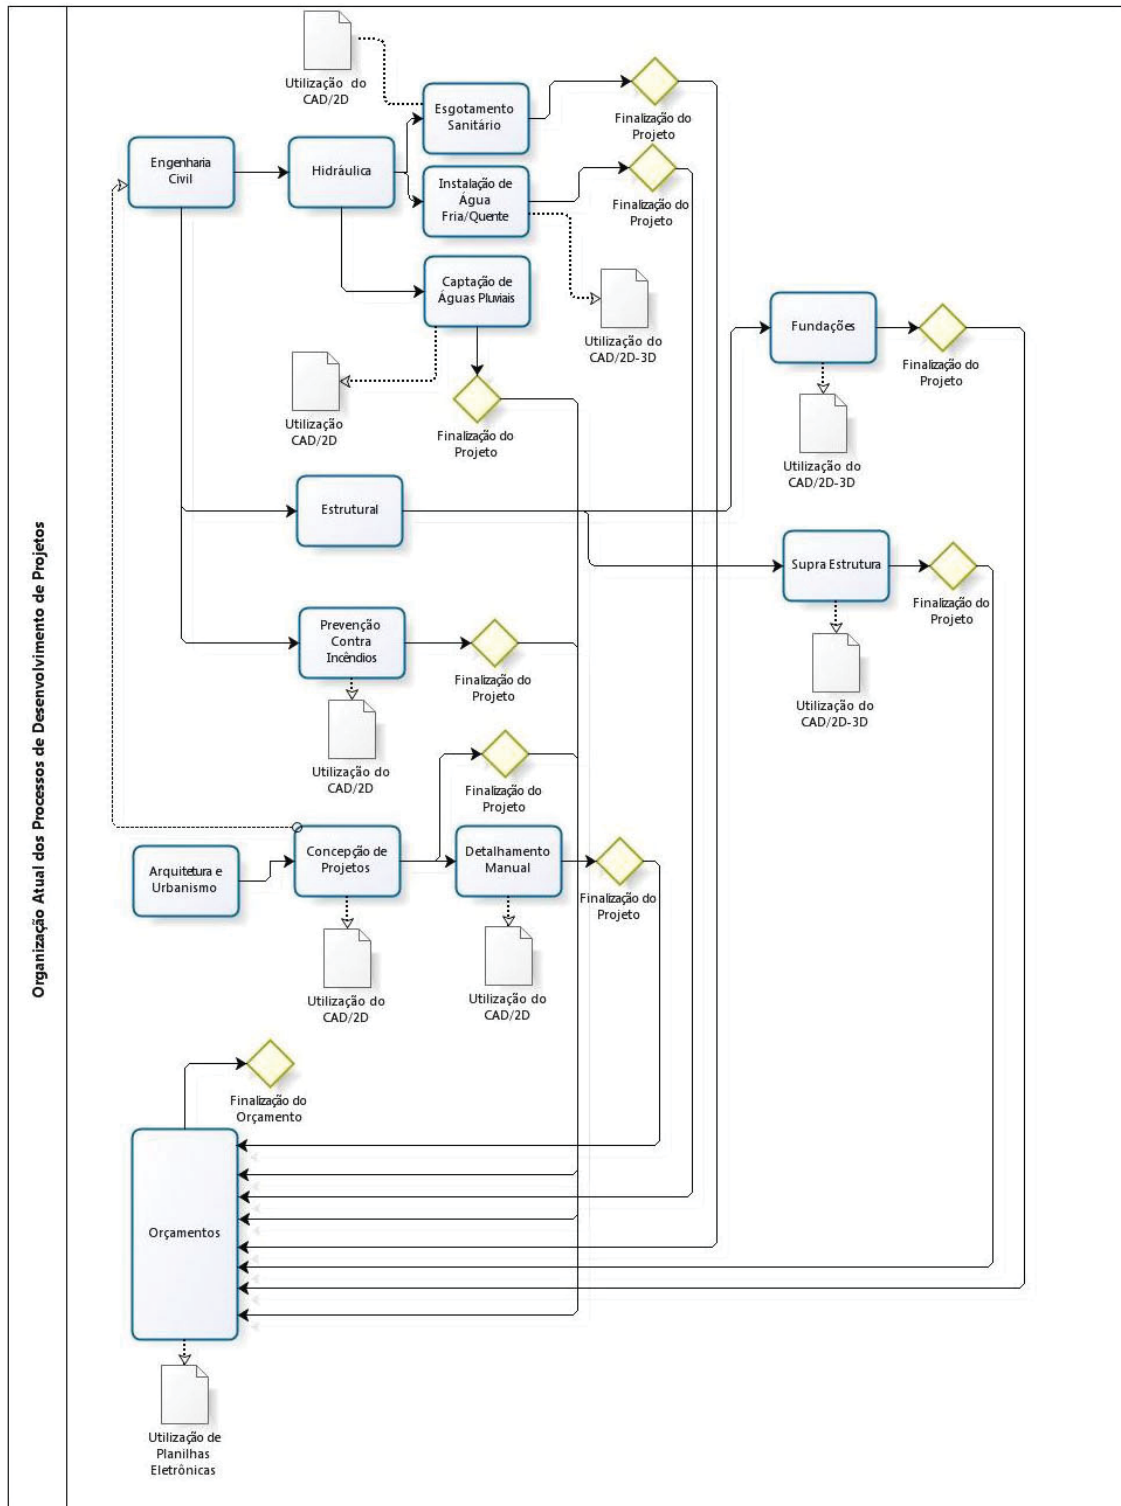 Organização Atual dos Processos de Desenvolvimento de Projetos
Utilização do
CAD/2D
Esgotamento
Sanitário
Finalização do
Projeto
Engenharia
Civil
Hidráulica
Instalação de
Água
Fria/Quente
Finalização do
Projeto
Captação de
Águas Pluviais
Utilização do
CAD/2D-3D
Fundações
Finalização do
Projeto
Utilização
CAD/2D
Finalização do
Projeto
Utilização do
CAD/2D-3D
Estrutural
Supra Estrutura
Finalização do
Projeto
Prevenção
Contra
Incêndios
Finalização do
Projeto
Utilização do
CAD/2D-3D
Utilização do
CAD/2D
Finalização do
Projeto
Arquitetura e
Urbanismo
Concepção de
Projetos
Detalhamento
Manual
Finalização do
Projeto
Utilização do
CAD/2D
Utilização do
CAD/2D
Finalização do
Orçamento
Orçamentos
Utilização de
Planilhas
Eletrônicas